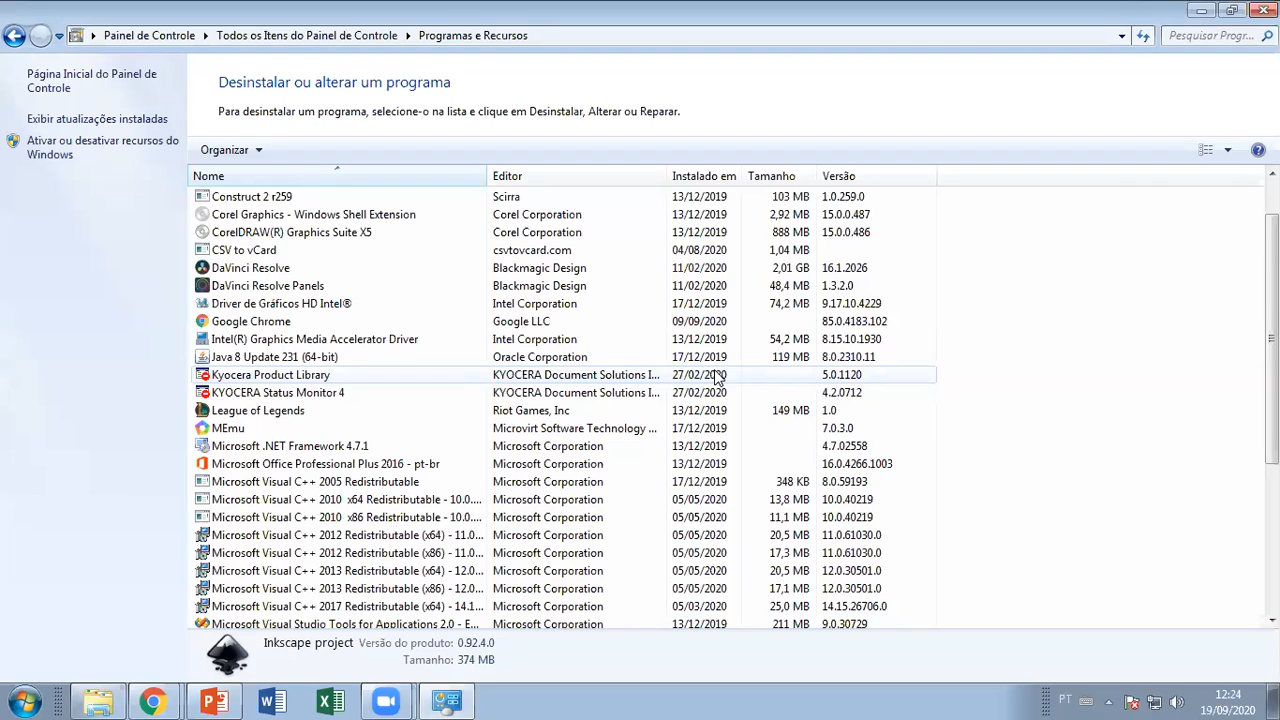 Painel de Controle Todos os Itens do Painel de Controle Programas e Recursos Pesquisar Progr...
Página Inicial do Painel de
Controle
Exibir atualizações instaladas
Ativar ou desativar recursos do
Windows
Desinstalar ou alterar um programa
Para desinstalar um programa, selecione-o na lista e clique em Desinstalar, Alterar ou Reparar.
Organizar
Nome Editor Instalado em Tamanho Versão
Construct 2 r259 Scirra 13/12/2019 103 MB 1.0.259.0
Corel Graphics - Windows Shell Extension Corel Corporation 13/12/2019 2,92 MB 15.0.0.487
CorelDRAW(R) Graphics Suite X5 Corel Corporation 13/12/2019 888 MB 15.0.0.486
CSV to vCard csvtovcard.com 04/08/2020 1,04 MB
DaVinci Resolve Blackmagic Design 11/02/2020 2,01 GB 16.1.2026
DaVinci Resolve Panels Blackmagic Design 11/02/2020 48,4 MB 1.3.2.0
Driver de Gráficos HD Intel® Intel Corporation 17/12/2019 74,2 MB 9.17.10.4229
Google Chrome Google LLC 09/09/2020 85.0.4183.102
Intel(R) Graphics Media Accelerator Driver Intel Corporation 13/12/2019 54,2 MB 8.15.10.1930
Java 8 Update 231 (64-bit) Oracle Corporation 17/12/2019 119 MB 8.0.2310.11
Kyocera Product Library KYOCERA Document Solutions I... 27/02/2020 5.0.1120
KYOCERA Status Monitor 4 KYOCERA Document Solutions I... 27/02/2020 4.2.0712
League of Legends Riot Games, Inc 13/12/2019 149 MB 1.0
MEmu Microvirt Software Technology ... 17/12/2019 7.0.3.0
Microsoft .NET Framework 4.7.1 Microsoft Corporation 13/12/2019 4.7.02558
Microsoft Office Professional Plus 2016 - pt-br Microsoft Corporation 13/12/2019 16.0.4266.1003
Microsoft Visual C++ 2005 Redistributable Microsoft Corporation 17/12/2019 348 KB 8.0.59193
Microsoft Visual C++ 2010 x64 Redistributable - 10.0.... Microsoft Corporation 05/05/2020 13,8 MB 10.0.40219
Microsoft Visual C++ 2010 x86 Redistributable - 10.0.... Microsoft Corporation 05/05/2020 11,1 MB 10.0.40219
Microsoft Visual C++ 2012 Redistributable (x64) - 11.0... Microsoft Corporation 05/05/2020 20,5 MB 11.0.61030.0
Microsoft Visual C++ 2012 Redistributable (x86) - 11.0... Microsoft Corporation 05/05/2020 17,3 MB 11.0.61030.0
Microsoft Visual C++ 2013 Redistributable (x64) - 12.0... Microsoft Corporation 05/05/2020 20,5 MB 12.0.30501.0
Microsoft Visual C++ 2013 Redistributable (x86) - 12.0... Microsoft Corporation 05/05/2020 17,1 MB 12.0.30501.0
Microsoft Visual C++ 2017 Redistributable (x64) - 14.1... Microsoft Corporation 05/03/2020 25,0 MB 14.15.26706.0
Microsoft Visual Studio Tools for Applications 2.0 - E... Microsoft Corporation 13/12/2019 211 MB 9.0.30729
Inkscape project Versão do produto: 0.92.4.0
Tamanho: 374 MB
PT 12:24
19/09/2020